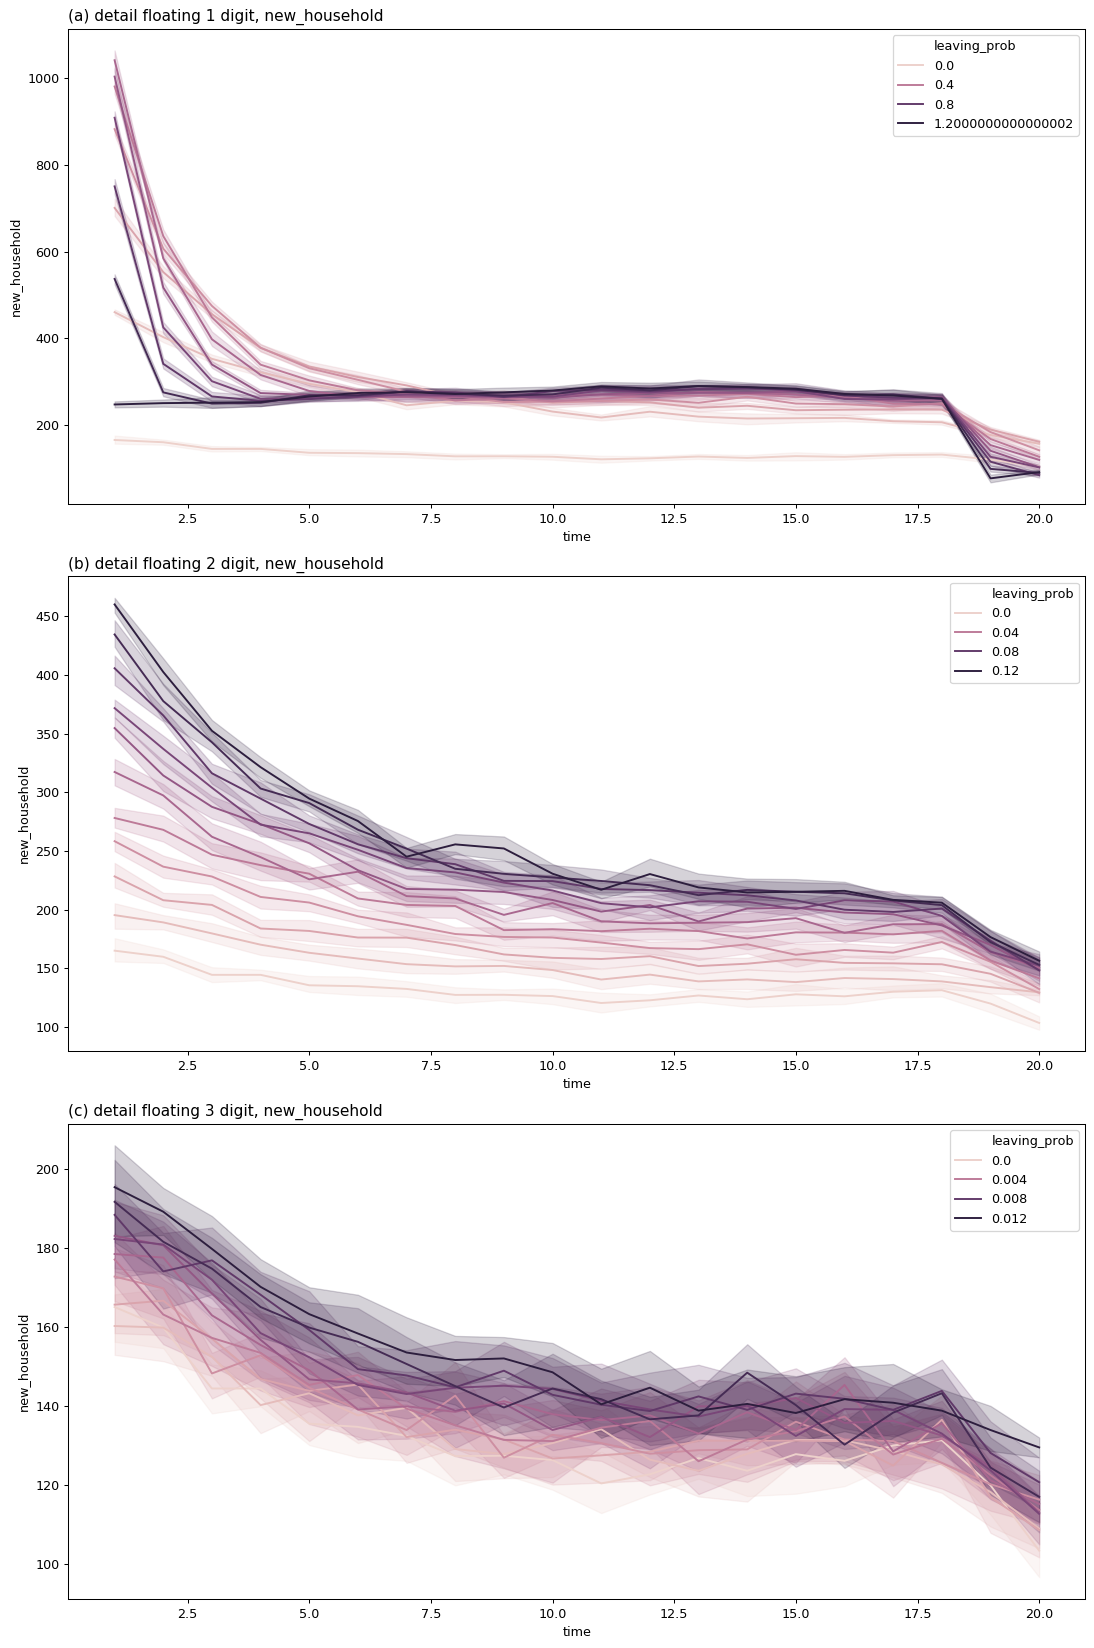 (a) detail floating 1 digit, new_household
leaving_prob
0.0
0.4
0.8
1.2000000000000002
1000
800
600
400
200
new_household
2.5 5.0 7.5 10.0 12.5 15.0 17.5 20.0
time
(b) detail floating 2 digit, new_household
leaving_prob
0.0
0.04
0.08
0.12
450
400
350
300
250
200
150
100
new_household
2.5 5.0 7.5 10.0 12.5 15.0 17.5 20.0
time
(c) detail floating 3 digit, new_household
leaving_prob
0.0
0.004
0.008
0.012
200
180
160
140
120
100
new_household
2.5 5.0 7.5 10.0 12.5 15.0 17.5 20.0
time